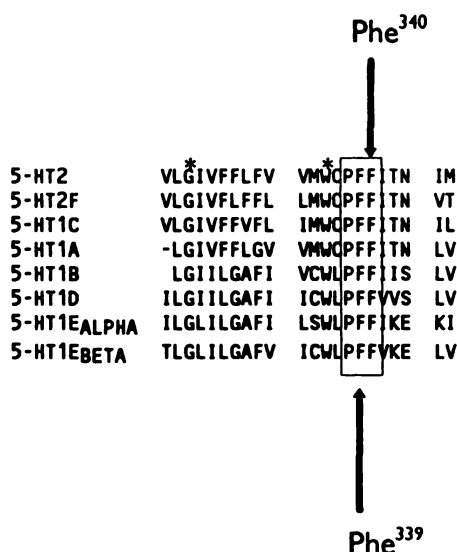 Phe340
* *
5-HT2 VLGIVFFLFV VMWCPFFITN IM
5-HT2F VLGIVFLFFL LMWCPFFITN VT
5-HT1C VLGIVFFVFL IMWCPFFITN IL
5-HT1A -LGIVFFLGV VMWCPFFITN LV
5-HT1B LGIILGAFI VCWLPFFIIS LV
5-HT1D ILGIILGAFI ICWLPFFVVS LV
5-HT1EALPHA ILGLILGAFI LSWLPFFIKE KI
5-HT1EBETA TLGLILGAFV ICWLPFFVKE LV
Phe339